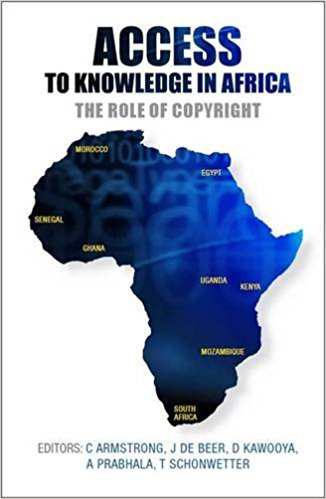 ACCESS
TO KNOWLEDGE IN AFRICA
THE ROLE OF COPYRIGHT
MOROCCO
EGYPT
SENEGAL
GHANA
UGANDA
KENYA
MOZAMBIQUE
SOUTH
AFRICA
EDITORS: C ARMSTRONG, J DE BEER, D KAWOOYA,
A PRABHALA, T SCHONWETTER